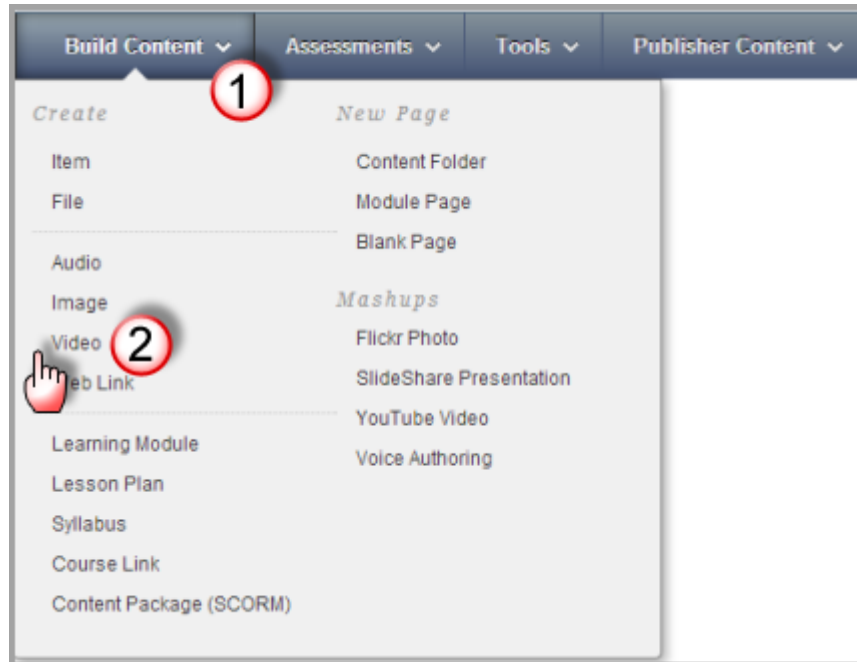 Build Content Assessments Tools Publisher Content
1
Create
Item
File
Audio
Image
Video 2
eb Link
Learning Module
Lesson Plan
Syllabus
Course Link
Content Package (SCORM)
New Page
Content Folder
Module Page
Blank Page
Mashups
Flickr Photo
SlideShare Presentation
YouTube Video
Voice Authoring